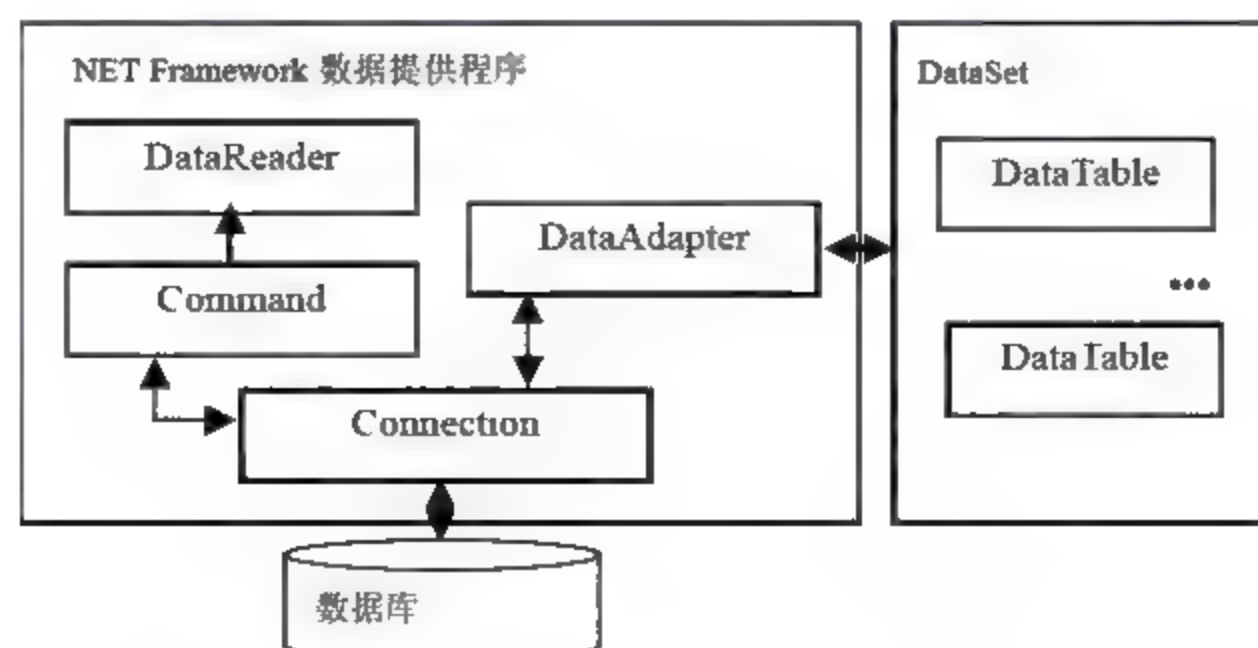 NET Framework 数据提供程序
DataReader
Command
DataAdapter
Connection
数据库
DataSet
DataTable
...
DataTable